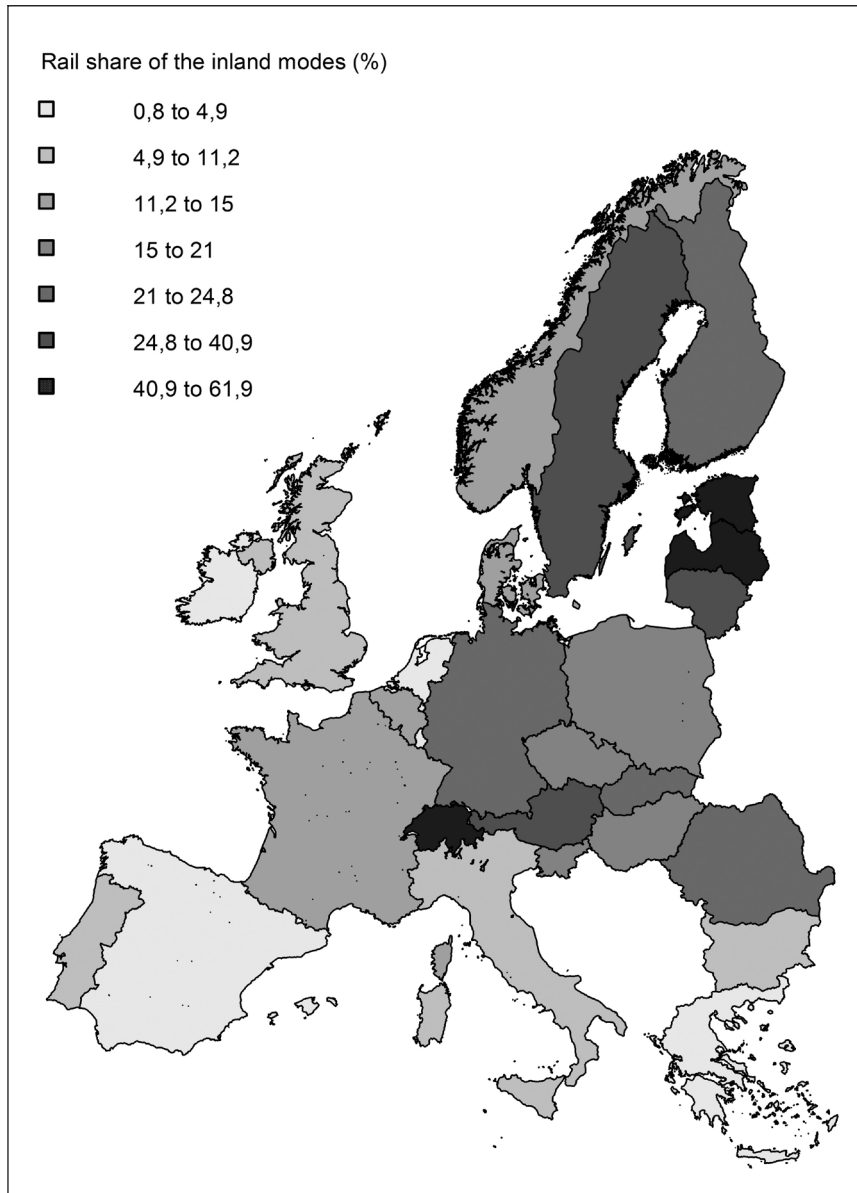 Rail share of the inland modes (%)
0,8 to 4,9
4,9 to 11,2
11,2 to 15
15 to 21
21 to 24,8
24,8 to 40,9
40,9 to 61,9